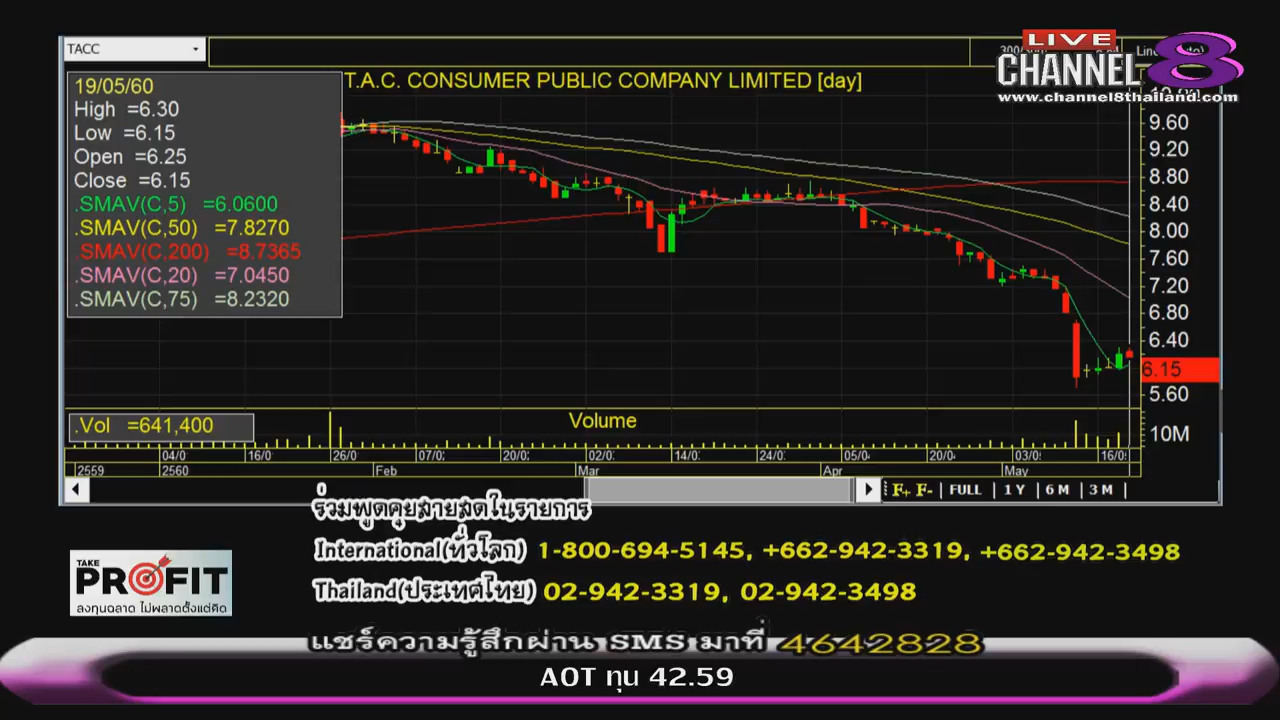 TACC
T.A.C. CONSUMER PUBLIC COMPANY LIMITED [day]
LIVE
CHANNEL 8
www.channel8thailand.com
19/05/60
High =6.30
Low =6.15
Open =6.25
Close =6.15
.SMAV(C,5) =6.0600
.SMAV(C,50) =7.8270
.SMAV(C,200) =8.7365
.SMAV(C,20) =7.0450
.SMAV(C,75) =8.2320
9.60
9.20
8.80
8.40
8.00
7.60
7.20
6.80
6.40
6.15
5.60
.Vol =641,400
Volume
10M
04/0 16/0 26/0 07/0 20/0 02/0 14/0 24/0 05/0 20/0 03/0 16/0
2559 2560 Feb Mar Apr May
F+ F- FULL 1 Y 6 M 3 M
0
ร่วมพูดคุยสายสดในรายการ
International(ทั่วโลก) 1-800-694-5145, +662-942-3319, +662-942-3498
Thailand(ประเทศไทย) 02-942-3319, 02-942-3498
TAKE
PROFIT
ลงทุนฉลาด ไม่พลาดตั้งแต่คิด
แชร์ความรู้สึกผ่าน SMS มาที่ 4642828
AOT ทุน 42.59